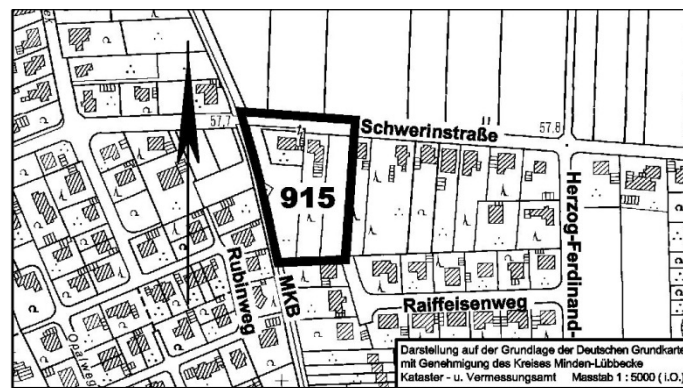 57,7
Schwerinstraße
57.8
915
Herzog-Ferdinand-
Rubinweg
MKB
Raiffeisenweg
Opalweg
Darstellung auf der Grundlage der Deutschen Grundkarte
mit Genehmigung des Kreises Minden-Lübbecke
Kataster - u. Vermessungsamt Masstab 1 : 5000 ( i.O.)